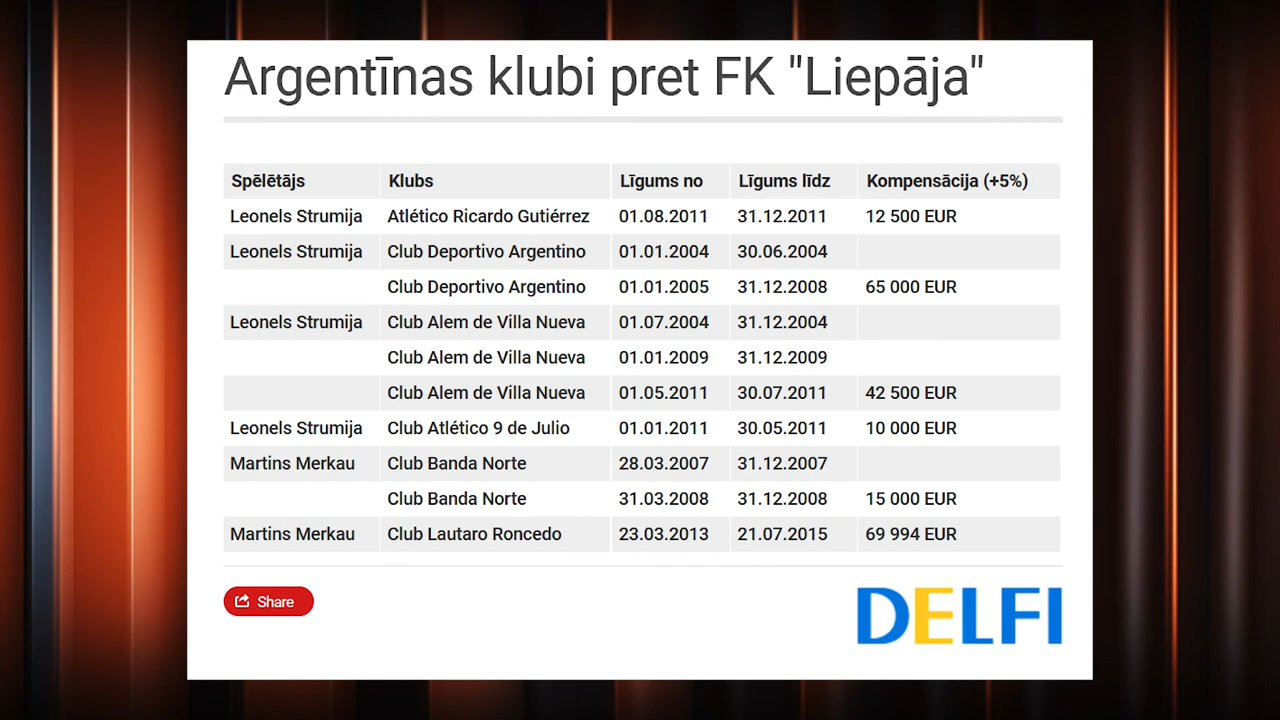 Argentīnas klubi pret FK "Liepāja"
Spēlētājs Klubs Līgums no Līgums līdz Kompensācija (+5%)
Leonels Strumija Atlético Ricardo Gutiérrez 01.08.2011 31.12.2011 12 500 EUR
Leonels Strumija Club Deportivo Argentino 01.01.2004 30.06.2004
Club Deportivo Argentino 01.01.2005 31.12.2008 65 000 EUR
Leonels Strumija Club Alem de Villa Nueva 01.07.2004 31.12.2004
Club Alem de Villa Nueva 01.01.2009 31.12.2009
Club Alem de Villa Nueva 01.05.2011 30.07.2011 42 500 EUR
Leonels Strumija Club Atlético 9 de Julio 01.01.2011 30.05.2011 10 000 EUR
Martins Merkau Club Banda Norte 28.03.2007 31.12.2007
Club Banda Norte 31.03.2008 31.12.2008 15 000 EUR
Martins Merkau Club Lautaro Roncedo 23.03.2013 21.07.2015 69 994 EUR
Share
DELFI